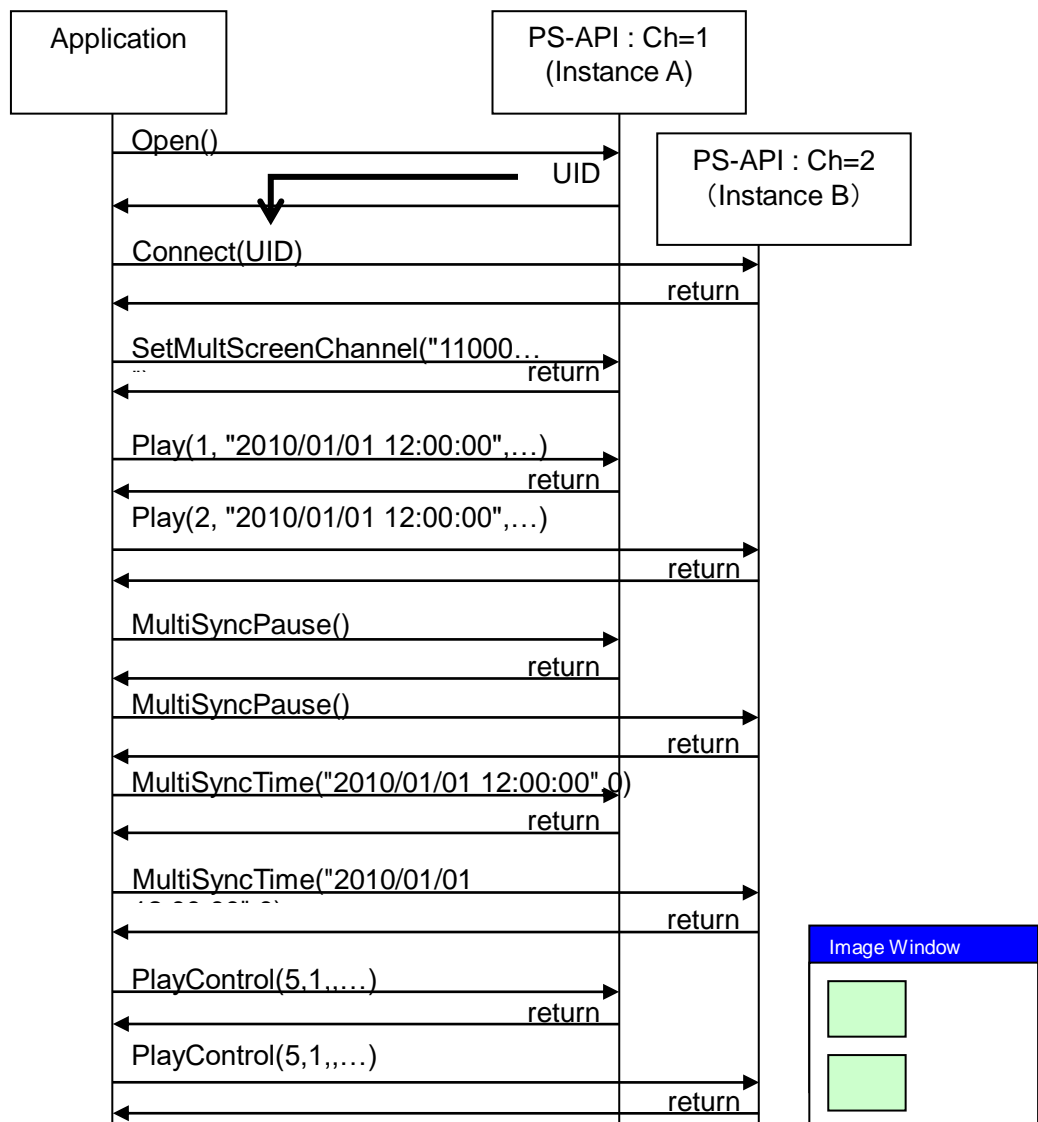 Application
PS-API : Ch=1
(Instance A)
Open()
UID
PS-API : Ch=2
（Instance B）
Connect(UID)
return
SetMultScreenChannel("11000…
return
Play(1, "2010/01/01 12:00:00",…)
return
Play(2, "2010/01/01 12:00:00",…)
return
MultiSyncPause()
return
MultiSyncPause()
return
MultiSyncTime("2010/01/01 12:00:00",0)
return
MultiSyncTime("2010/01/01
return
Image Window
PlayControl(5,1,,…)
return
PlayControl(5,1,,…)
return